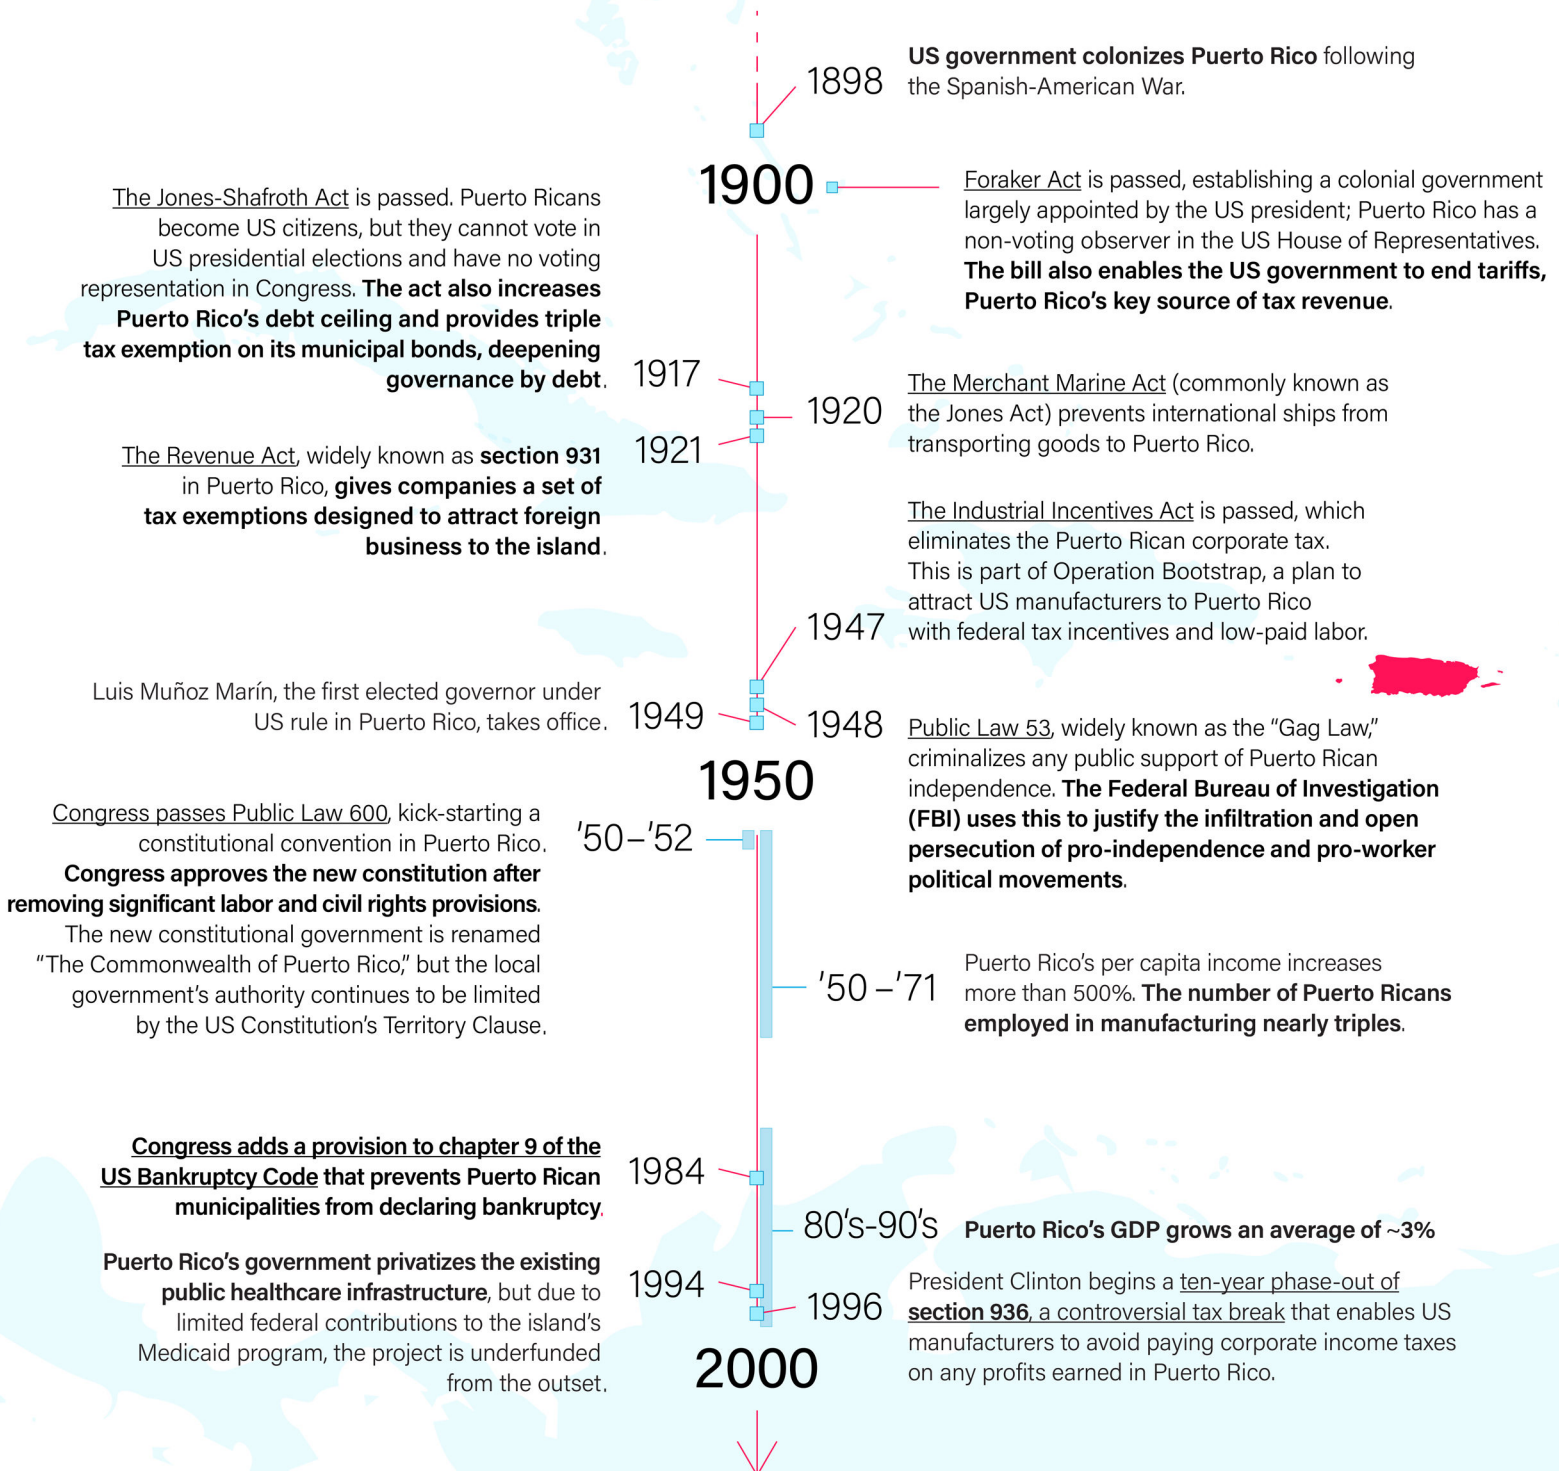 1898
US government colonizes Puerto Rico following
the Spanish-American War.
1900
Foraker Act is passed, establishing a colonial government
largely appointed by the US president; Puerto Rico has a
non-voting observer in the US House of Representatives.
The bill also enables the US government to end tariffs,
Puerto Rico’s key source of tax revenue.
The Jones-Shafroth Act is passed. Puerto Ricans
become US citizens, but they cannot vote in
US presidential elections and have no voting
representation in Congress. The act also increases
Puerto Rico’s debt ceiling and provides triple
tax exemption on its municipal bonds, deepening
governance by debt.
1917
1920
The Merchant Marine Act (commonly known as
the Jones Act) prevents international ships from
transporting goods to Puerto Rico.
1921
The Revenue Act, widely known as section 931
in Puerto Rico, gives companies a set of
tax exemptions designed to attract foreign
business to the island.
The Industrial Incentives Act is passed, which
eliminates the Puerto Rican corporate tax.
This is part of Operation Bootstrap, a plan to
attract US manufacturers to Puerto Rico
with federal tax incentives and low-paid labor.
1947
Luis Muñoz Marín, the first elected governor under
US rule in Puerto Rico, takes office.
1949
1948
Public Law 53, widely known as the “Gag Law,”
criminalizes any public support of Puerto Rican
independence. The Federal Bureau of Investigation
(FBI) uses this to justify the infiltration and open
persecution of pro-independence and pro-worker
political movements.
1950
Congress passes Public Law 600, kick-starting a
constitutional convention in Puerto Rico.
Congress approves the new constitution after
removing significant labor and civil rights provisions.
The new constitutional government is renamed
“The Commonwealth of Puerto Rico,” but the local
government’s authority continues to be limited
by the US Constitution’s Territory Clause.
’50–’52
’50 –’71
Puerto Rico’s per capita income increases
more than 500%. The number of Puerto Ricans
employed in manufacturing nearly triples.
Congress adds a provision to chapter 9 of the
US Bankruptcy Code that prevents Puerto Rican
municipalities from declaring bankruptcy.
1984
80’s-90’s
Puerto Rico’s GDP grows an average of ~3%
Puerto Rico’s government privatizes the existing
public healthcare infrastructure, but due to
limited federal contributions to the island’s
Medicaid program, the project is underfunded
from the outset.
1994
1996
President Clinton begins a ten-year phase-out of
section 936, a controversial tax break that enables US
manufacturers to avoid paying corporate income taxes
on any profits earned in Puerto Rico.
2000